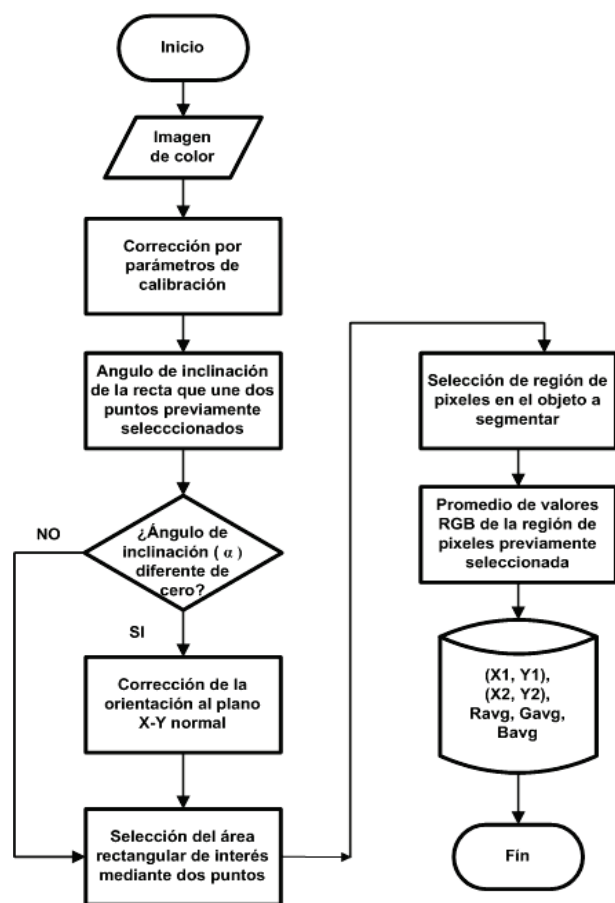 Inicio
Imagen
de color
Corrección por
parámetros de
calibración
Angulo de inclinación
de la recta que une dos
puntos previamente
selecccionados
NO
¿Ángulo de
inclinación ( α )
diferente de
cero?
SI
Corrección de la
orientación al plano
X-Y normal
Selección del área
rectangular de interés
mediante dos puntos
Selección de región de
pixeles en el objeto a
segmentar
Promedio de valores
RGB de la región de
pixeles previamente
seleccionada
(X1, Y1),
(X2, Y2),
Ravg, Gavg,
Bavg
Fín